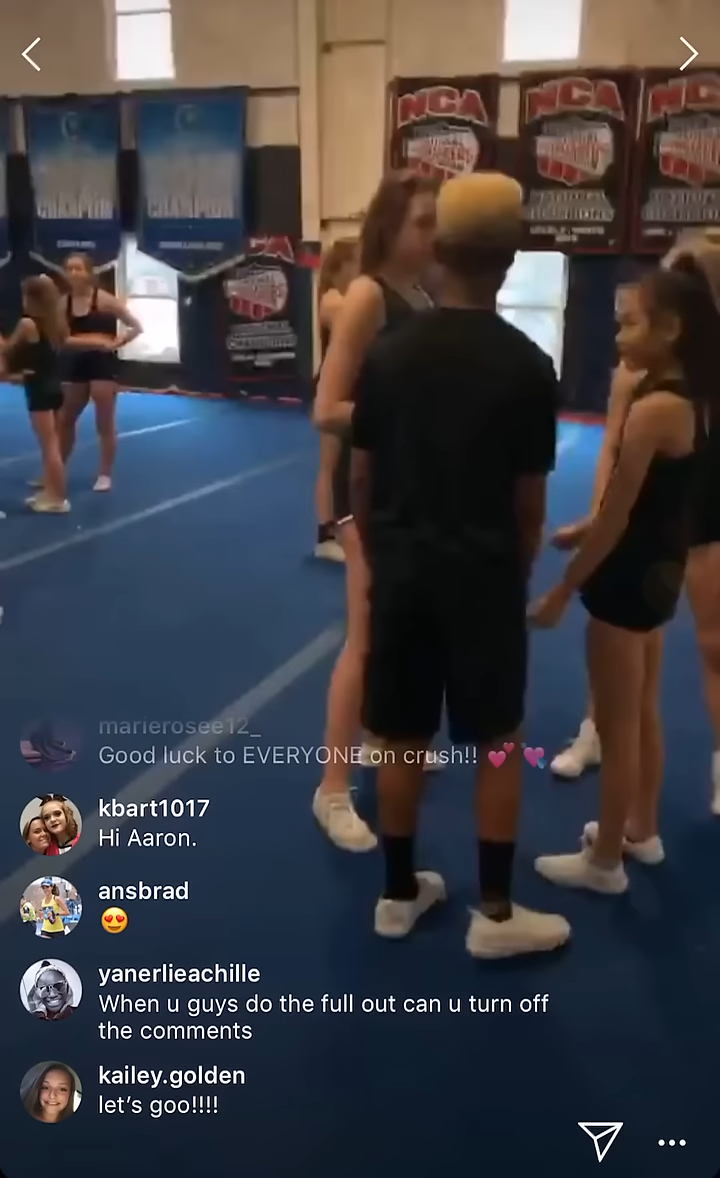 NCA
NCA
NC
CHAMPION
CHAMPION
marierosee12_
Good luck to EVERYONE on crush!! 💕 💘
kbart1017
Hi Aaron.
ansbrad
😍
yanerlieachille
When u guys do the full out can u turn off
the comments
kailey.golden
let's goo!!!!